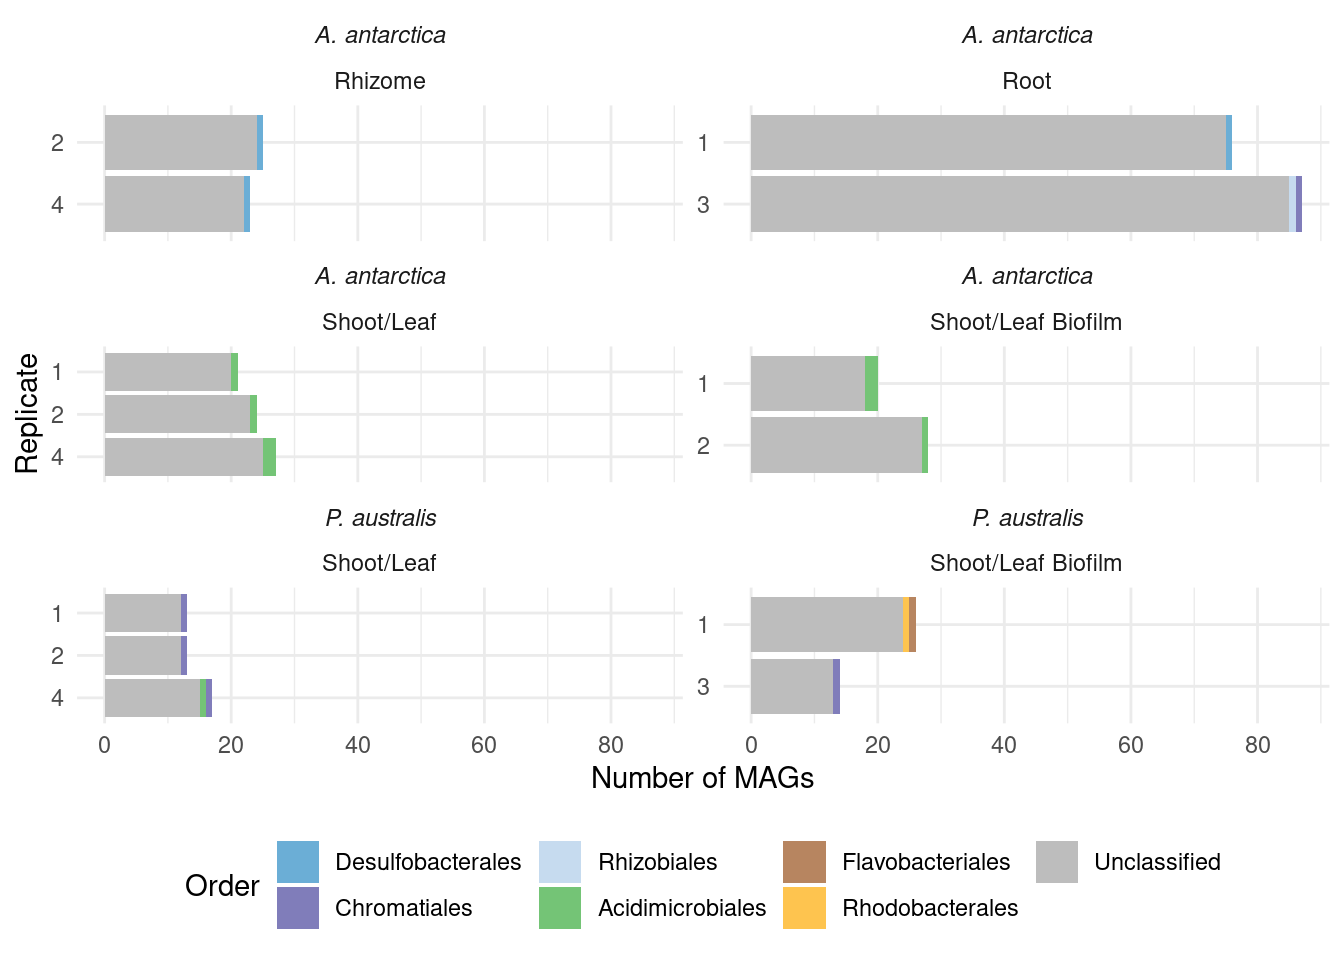 A. antarctica
Rhizome
2
4
A. antarctica
Root
1
3
A. antarctica
Shoot/Leaf
1
2
4
A. antarctica
Shoot/Leaf Biofilm
1
2
P. australis
Shoot/Leaf
1
2
4
P. australis
Shoot/Leaf Biofilm
1
3
Replicate
0 20 40 60 80
0 20 40 60 80
Number of MAGs
Order
Desulfobacterales
Chromatiales
Rhizobiales
Acidimicrobiales
Flavobacteriales
Rhodobacterales
Unclassified